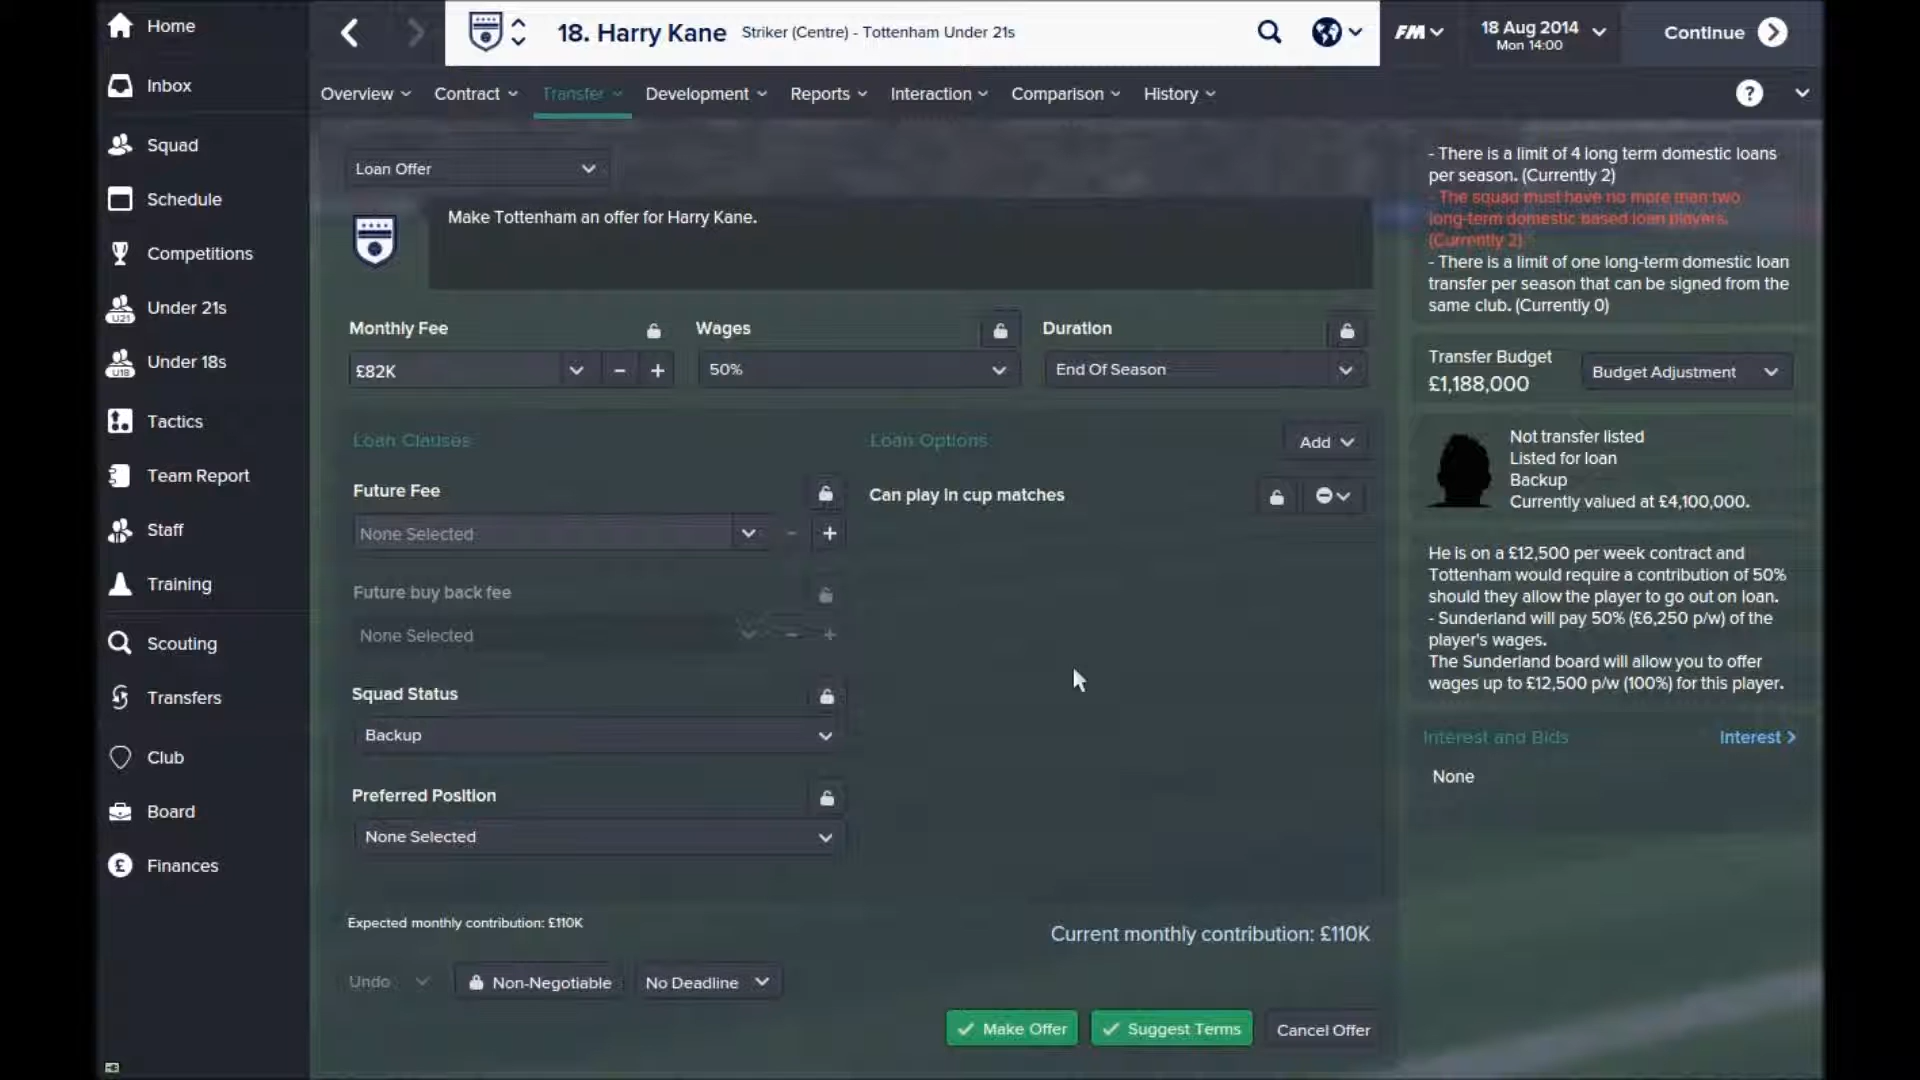 Home
Inbox
Squad
Schedule
Competitions
U21
Under 21s
U18
Under 18s
Tactics
Team Report
Staff
Training
Scouting
Transfers
Club
Board
£
Finances
18. Harry Kane
Striker (Centre) - Tottenham Under 21s
FM
18 Aug 2014
Mon 14:00
Continue
Overview
Contract
Transfer
Development
Reports
Interaction
Comparison
History
?
Loan Offer
Make Tottenham an offer for Harry Kane.
Monthly Fee
£82K
Wages
50%
Duration
End Of Season
Loan Clauses
Future Fee
None Selected
Future buy back fee
None Selected
Squad Status
Backup
Preferred Position
None Selected
Loan Options
Add
Can play in cup matches
Expected monthly contribution: £110K
Current monthly contribution: £110K
Undo
Non-Negotiable
No Deadline
Make Offer
Suggest Terms
Cancel Offer
- There is a limit of 4 long term domestic loans
per season. (Currently 2)
- The squad must have no more than two
long-term domestic based loan players.
(Currently 2)
- There is a limit of one long-term domestic loan
transfer per season that can be signed from the
same club. (Currently 0)
Transfer Budget
£1,188,000
Budget Adjustment
Not transfer listed
Listed for loan
Backup
Currently valued at £4,100,000.
He is on a £12,500 per week contract and
Tottenham would require a contribution of 50%
should they allow the player to go out on loan.
- Sunderland will pay 50% (£6,250 p/w) of the
player's wages.
The Sunderland board will allow you to offer
wages up to £12,500 p/w (100%) for this player.
Interest and Bids
Interest >
None